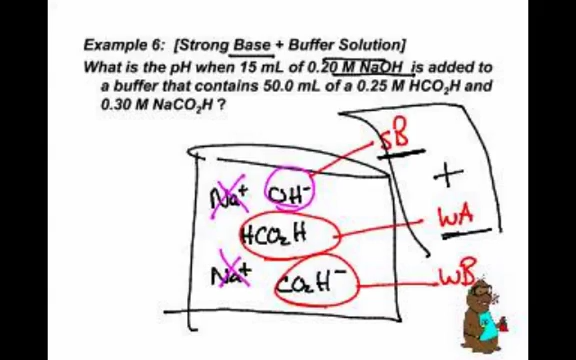 Example 6: [Strong Base + Buffer Solution]
What is the pH when 15 mL of 0.20 M NaOH is added to
a buffer that contains 50.0 mL of a 0.25 M HCO₂H and
0.30 M NaCO₂H ?
SB
+
Na⁺ OH⁻
WA
HCO₂H
Na⁺ CO₂H⁻
WB